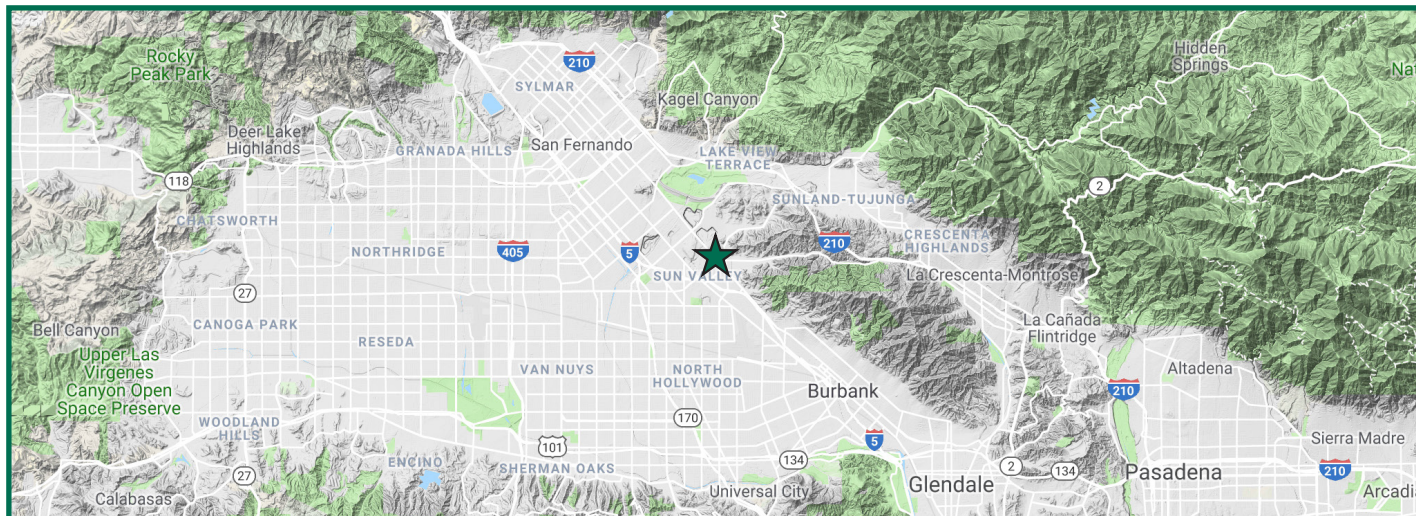 Rocky
Peak Park
210
SYLMAR
Hidden
Springs
Nat
Kagel Canyon
Deer Lake
Highlands
San Fernando
GRANADA HILLS
LAKE VIEW
TERRACE
118
2
CHATSWORTH
SUNLAND-TUJUNGA
NORTHRIDGE
405
5
210
CRESCENTA
HIGHLANDS
SUN VALLEY
La Crescenta-Montrose
27
Bell Canyon
CANOGA PARK
RESEDA
La Cañada
Flintridge
Upper Las
Virgenes
Canyon Open
Space Preserve
VAN NUYS
NORTH
HOLLYWOOD
Burbank
210
Altadena
WOODLAND
HILLS
170
101
5
Sierra Madre
27
ENCINO
SHERMAN OAKS
134
2
134
Pasadena
210
Calabasas
Universal City
Glendale
Arcadia